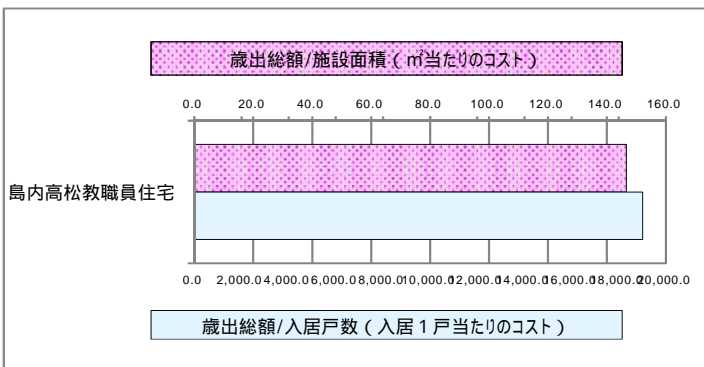 歳出総額/施設面積(㎡当たりのコスト)
0.0 20.0 40.0 60.0 80.0 100.0 120.0 140.0 160.0
島内高松教職員住宅
0.0 2,000.0 4,000.0 6,000.0 8,000.0 10,000.0 12,000.0 14,000.0 16,000.0 18,000.0 20,000.0
歳出総額/入居戸数(入居1戸当たりのコスト)